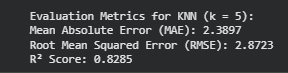 Evaluation Metrics for KNN (k = 5):
Mean Absolute Error (MAE): 2.3897
Root Mean Squared Error (RMSE): 2.8723
R² Score: 0.8285